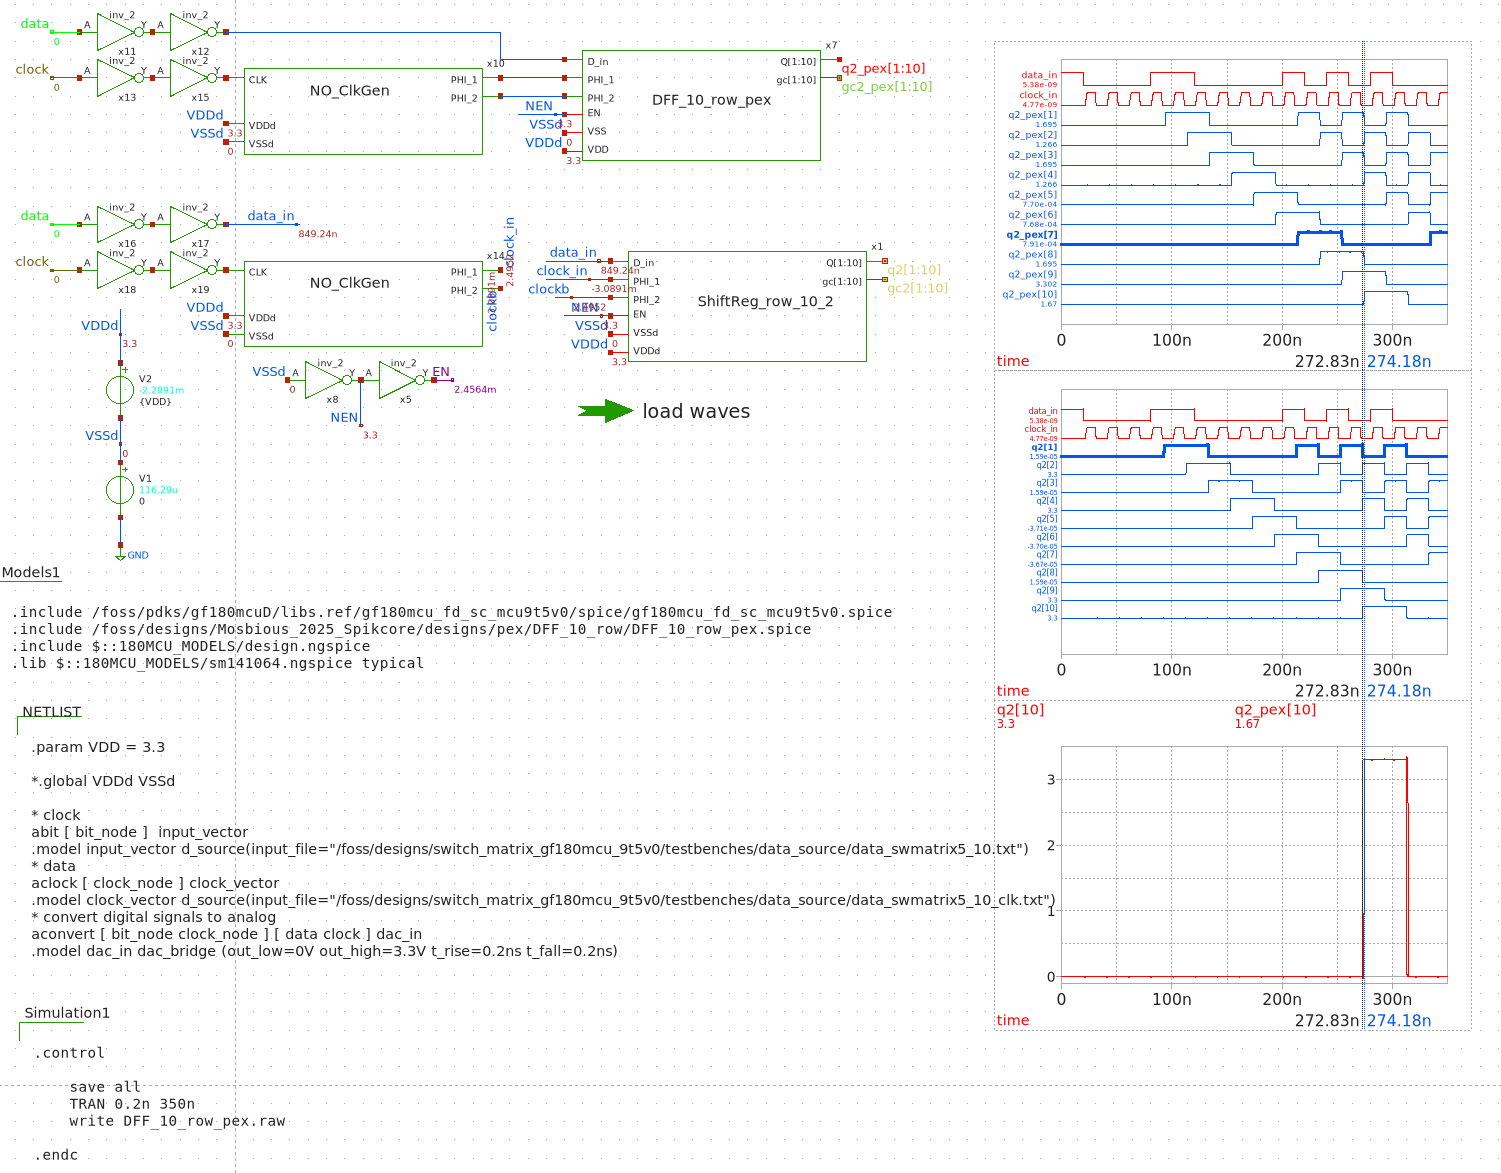 data
0
A inv_2 Y
x11
A inv_2 Y
x12
clock
0
A inv_2 Y
x13
A inv_2 Y
x15
x10
CLK
NO_ClkGen
PHI_1
PHI_2
VDDd
3.3
VDDd
VSSd
0
VSSd
x7
D_in
PHI_1
PHI_2
EN
VSS
VDD
DFF_10_row_pex
Q[1:10]
gc[1:10]
q2_pex[1:10]
gc2_pex[1:10]
NEN
VSSd
3.3
0
VDDd
3.3
data
0
A inv_2 Y
x16
A inv_2 Y
x17
data_in
849.24n
clock
0
A inv_2 Y
x18
A inv_2 Y
x19
x14
CLK
NO_ClkGen
PHI_1
PHI_2
clock_in
clockb
VDDd
3.3
VDDd
VSSd
0
VSSd
x1
data_in
849.24n
clock_in
-3.0891m
clockb
NEN
3.3
VSSd
0
VDDd
3.3
D_in
PHI_1
PHI_2
EN
VSSd
VDDd
ShiftReg_row_10_2
Q[1:10]
gc[1:10]
q2[1:10]
gc2[1:10]
VDDd
3.3
+
V2
-2.2891m
{VDD}
VSSd
0
+
V1
116.29u
0
GND
VSSd
0
A inv_2 Y
x8
A inv_2 Y
x5
EN
2.4564m
NEN
3.3
load waves
Models1
.include /foss/pdks/gf180mcuD/libs.ref/gf180mcu_fd_sc_mcu9t5v0/spice/gf180mcu_fd_sc_mcu9t5v0.spice
.include /foss/designs/Mosbious_2025_Spikcore/designs/pex/DFF_10_row/DFF_10_row_pex.spice
.include $::180MCU_MODELS/design.ngspice
.lib $::180MCU_MODELS/sm141064.ngspice typical
NETLIST
.param VDD = 3.3
*.global VDDd VSSd
* clock
abit [ bit_node ]  input_vector
.model input_vector d_source(input_file="/foss/designs/switch_matrix_gf180mcu_9t5v0/testbenches/data_source/data_swmatrix5_10.txt")
* data
aclock [ clock_node ] clock_vector
.model clock_vector d_source(input_file="/foss/designs/switch_matrix_gf180mcu_9t5v0/testbenches/data_source/data_swmatrix5_10_clk.txt")
* convert digital signals to analog
aconvert [ bit_node clock_node ] [ data clock ] dac_in
.model dac_in dac_bridge (out_low=0V out_high=3.3V t_rise=0.2ns t_fall=0.2ns)
Simulation1
.control
save all
TRAN 0.2n 350n
write DFF_10_row_pex.raw
.endc
data_in
5.38e-09
clock_in
4.77e-09
q2_pex[1]
1.695
q2_pex[2]
1.266
q2_pex[3]
1.695
q2_pex[4]
1.266
q2_pex[5]
7.70e-04
q2_pex[6]
7.68e-04
q2_pex[7]
7.91e-04
q2_pex[8]
1.695
q2_pex[9]
3.302
q2_pex[10]
1.67
0 100n 200n 300n
time 272.83n 274.18n
data_in
5.38e-09
clock_in
4.77e-09
q2[1]
1.59e-05
q2[2]
3.3
q2[3]
1.59e-05
q2[4]
3.3
q2[5]
-3.71e-05
q2[6]
-3.70e-05
q2[7]
-3.67e-05
q2[8]
1.59e-05
q2[9]
3.3
q2[10]
3.3
0 100n 200n 300n
time 272.83n 274.18n
q2[10] q2_pex[10]
3.3 1.67
3
2
1
0
0 100n 200n 300n
time 272.83n 274.18n